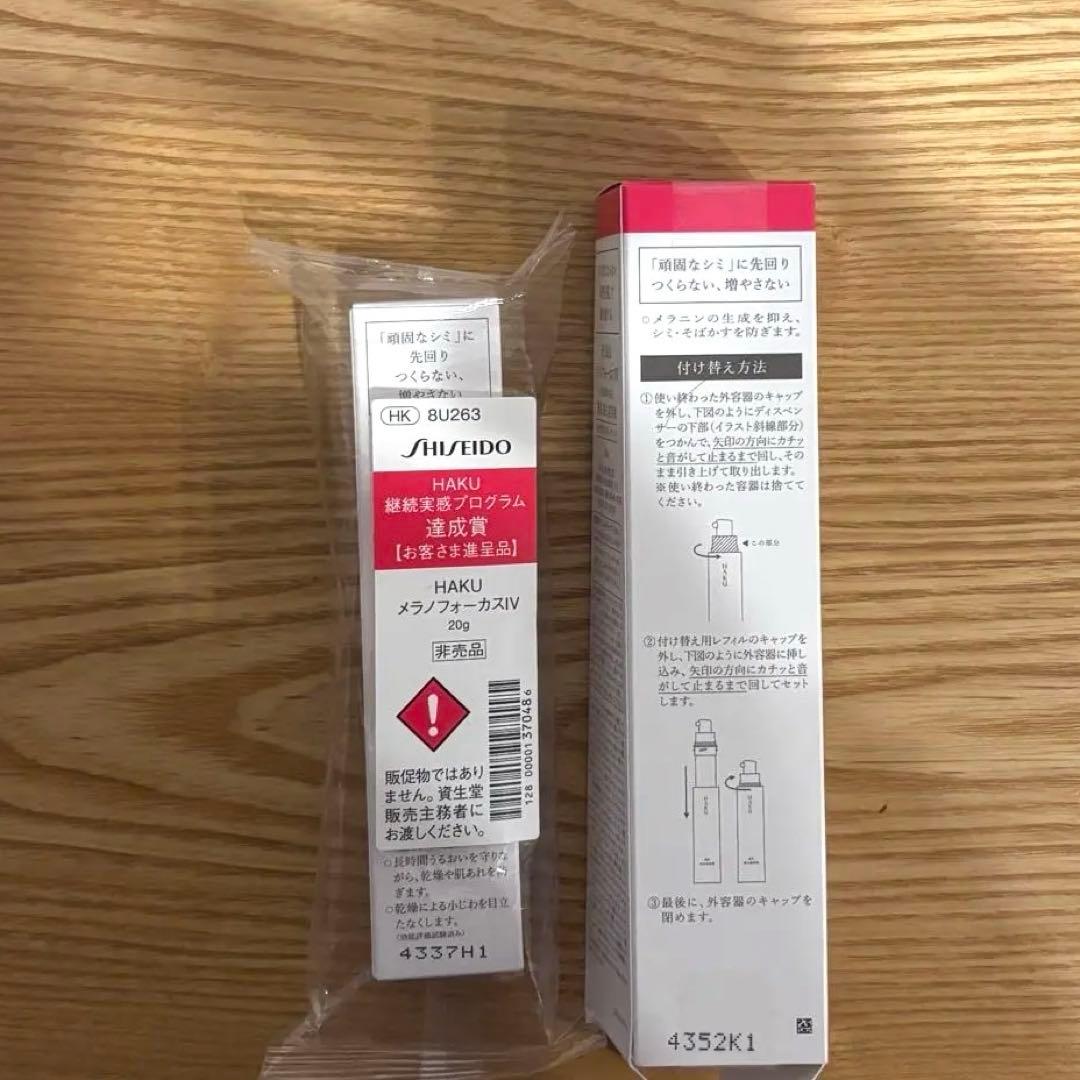 「頑固なシミ」に
先回り
つくらない、
増やさない
HK 8U263
SHISEIDO
HAKU
継続実感プログラム
達成賞
【お客さま進呈品】
HAKU
メラノフォーカスIV
20g
非売品
128 00001 370486
販促物ではあり
ません。資生堂
販売主務者に
お渡しください。
○長時間うるおいを守りな
がら、乾燥や肌あれを防
ぎます。
○乾燥による小じわを目立
たなくします。
(効能評価試験済み)
4337H1
「頑固なシミ」に先回り
つくらない、増やさない
○メラニンの生成を抑え、
シミ・そばかすを防ぎます。
付け替え方法
①使い終わった外容器のキャップ
を外し、下図のようにディスペン
サーの下部(イラスト斜線部分)
をつかんで、矢印の方向にカチッ
と音がして止まるまで回し、その
まま引き上げて取り出します。
※使い終わった容器は捨てて
ください。
◀この部分
HAKU
②付け替え用レフィルのキャップを
外し、下図のように外容器に挿し
込み、矢印の方向にカチッと音
がして止まるまで回してセット
します。
HAKU
HAKU
③最後に、外容器のキャップを
閉めます。
4352K1